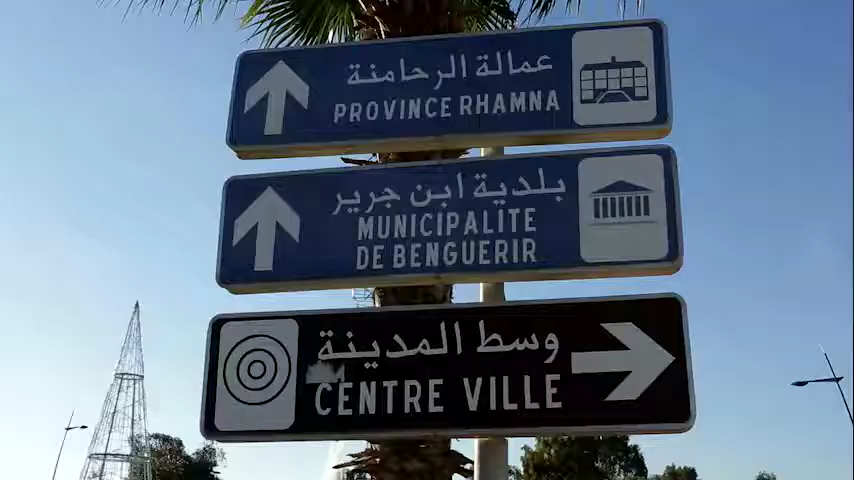 عمالة الرحامنة
PROVINCE RHAMNA
بلدية ابن جرير
MUNICIPALITE
DE BENGUERIR
وسط المدينة
CENTRE VILLE